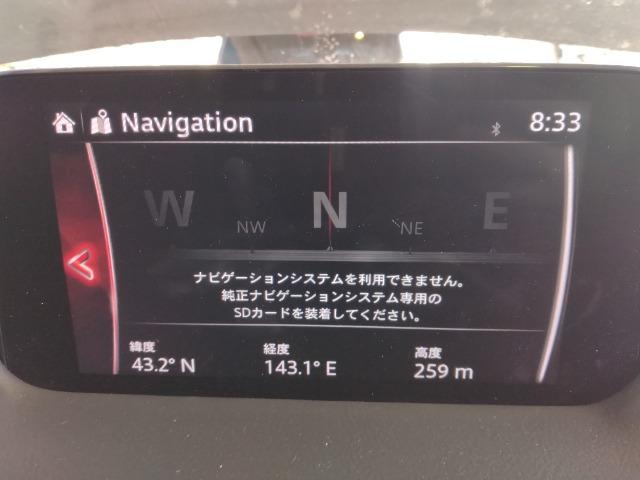 Navigation 8:33
W NW N NE E
ナビゲーションシステムを利用できません。
純正ナビゲーションシステム専用の
SDカードを装着してください。
緯度 経度 高度
43.2° N 143.1° E 259 m